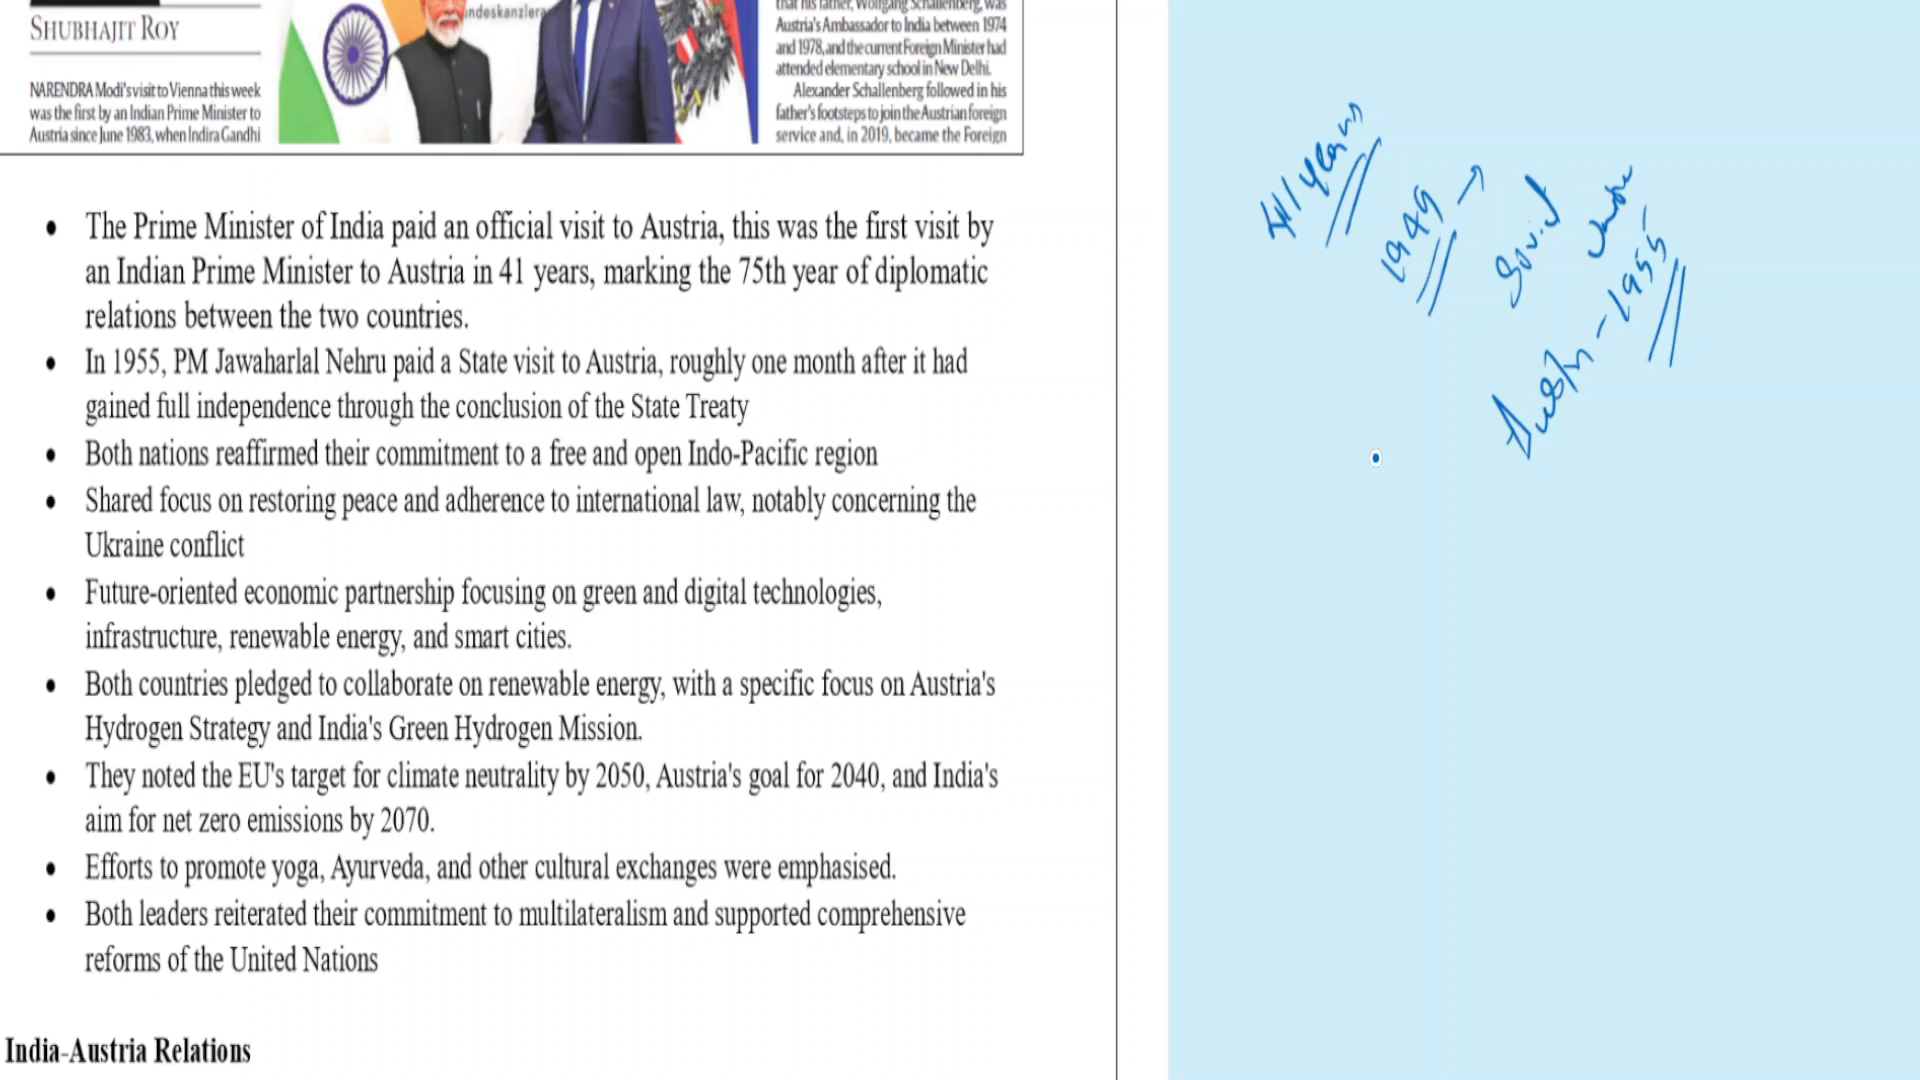 SHUBHAJIT ROY
NARENDRA Modi's visit to Vienna this week
was the first by an Indian Prime Minister to
Austria since June 1983, when Indira Gandhi
ndeskanzlera
that his father, Wolfgang Schallenberg, was
Austria's Ambassador to India between 1974
and 1978, and the current Foreign Minister had
attended elementary school in New Delhi.
Alexander Schallenberg followed in his
father's footsteps to join the Austrian foreign
service and, in 2019, became the Foreign
• The Prime Minister of India paid an official visit to Austria, this was the first visit by
an Indian Prime Minister to Austria in 41 years, marking the 75th year of diplomatic
relations between the two countries.
• In 1955, PM Jawaharlal Nehru paid a State visit to Austria, roughly one month after it had
gained full independence through the conclusion of the State Treaty
• Both nations reaffirmed their commitment to a free and open Indo-Pacific region
• Shared focus on restoring peace and adherence to international law, notably concerning the
Ukraine conflict
• Future-oriented economic partnership focusing on green and digital technologies,
infrastructure, renewable energy, and smart cities.
• Both countries pledged to collaborate on renewable energy, with a specific focus on Austria's
Hydrogen Strategy and India's Green Hydrogen Mission.
• They noted the EU's target for climate neutrality by 2050, Austria's goal for 2040, and India's
aim for net zero emissions by 2070.
• Efforts to promote yoga, Ayurveda, and other cultural exchanges were emphasised.
• Both leaders reiterated their commitment to multilateralism and supported comprehensive
reforms of the United Nations
India-Austria Relations
41 years
1949 →
Soviet
Austria - 1955